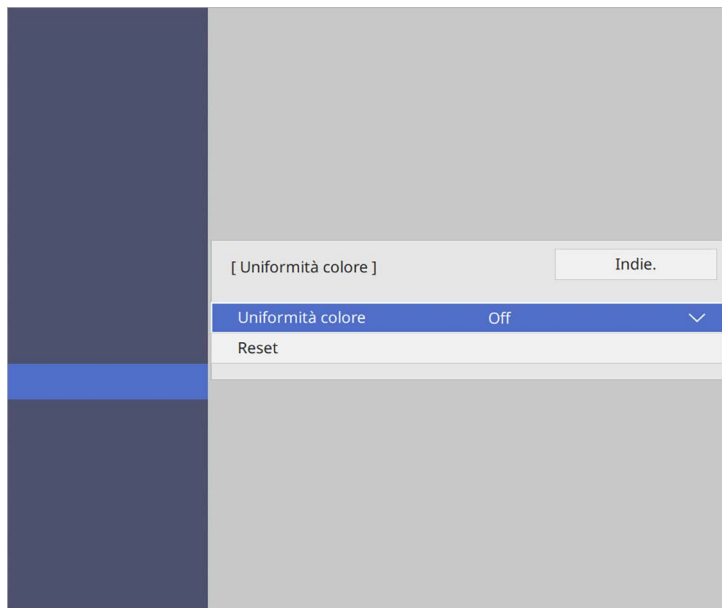 [ Uniformità colore ]
Indie.
Uniformità colore Off
Reset